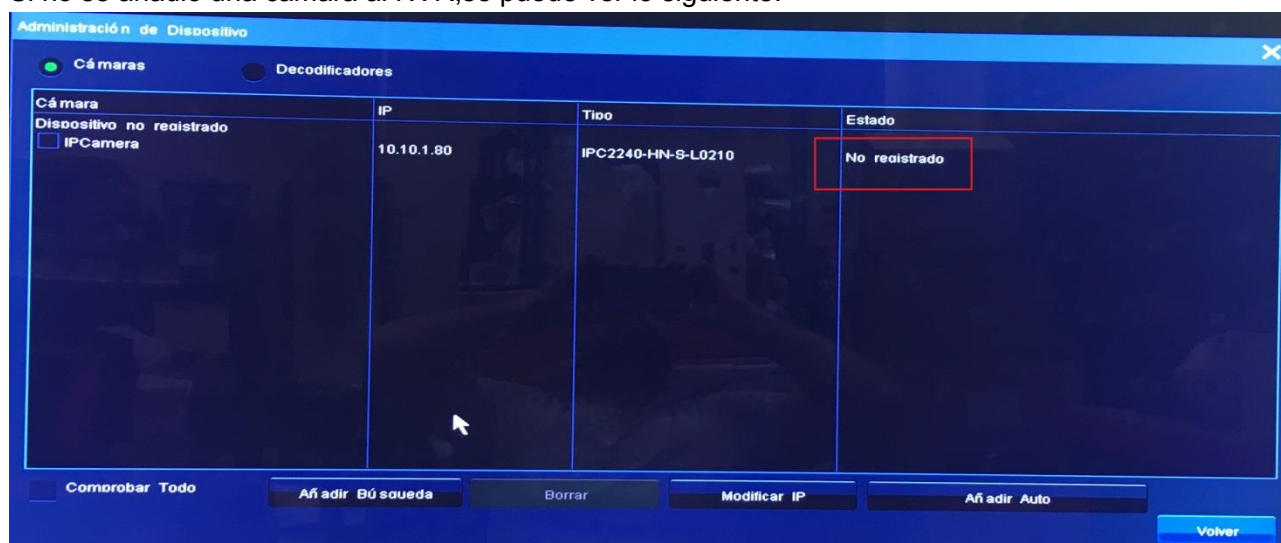 Administración de Dispositivo
Cámaras Decodificadores
Cámara IP Tipo Estado
Dispositivo no registrado
IPCamera 10.10.1.80 IPC2240-HN-S-L0210 No registrado
Comprobar Todo Añadir Búsqueda Borrar Modificar IP Añadir Auto
Volver